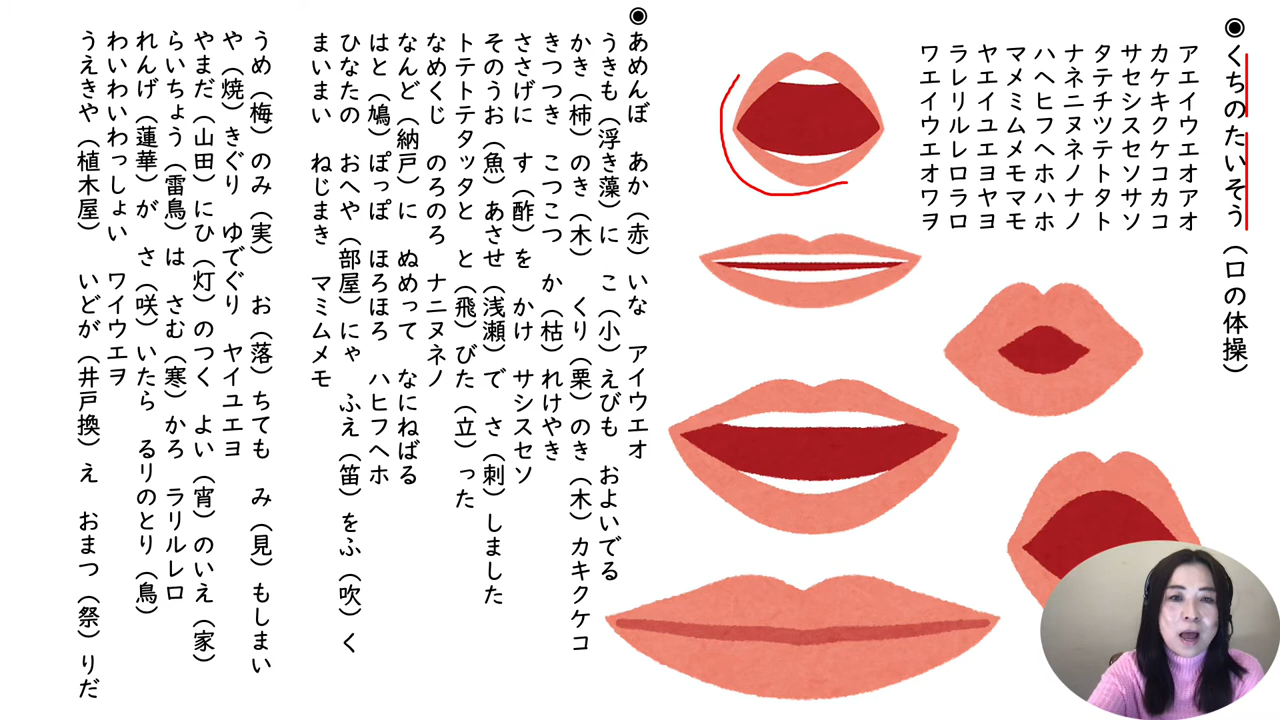 ◉くちのたいそう（口の体操）
アエイウエオアオ
カケキクケコカコ
サセシスセソサソ
タテチツテトタト
ナネニヌネノナノ
ハヘヒフヘホハホ
マメミムメモマモ
ヤエイユエヨヤヨ
ラレリルレロラロ
ワエイウエオワヲ
◉
あめんぼ　あか（赤）いな　アイウエオ
うきも（浮き藻）に　こ（小）えびも　およいでる
かき（柿）のき（木）　くり（栗）のき（木）カキクケコ
きつつき　こつこつ　か（枯）れけやき
ささげに　す（酢）を　かけ　サシスセソ
そのうお（魚）あさせ（浅瀬）で　さ（刺）しました
トテトテタッタと　と（飛）びた（立）った
なめくじ　のろのろ　ナニヌネノ
なんど（納戸）に　ぬめって　なにねばる
はと（鳩）ぽっぽ　ほろほろ　ハヒフヘホ
ひなたの　おへや（部屋）にゃ　ふえ（笛）をふ（吹）く
まいまい　ねじまき　マミムメモ
うめ（梅）のみ（実）　お（落）ちても　み（見）もしまい
や（焼）きぐり　ゆでぐり　ヤイユエヨ
やまだ（山田）にひ（灯）のつく　よい（宵）のいえ（家）
らいちょう（雷鳥）は　さむ（寒）かろ　ラリルレロ
れんげ（蓮華）が　さ（咲）いたら　るりのとり（鳥）
わいわいわっしょい　ワイウエヲ
うえきや（植木屋）　いどが（井戸換）え　おまつ（祭）りだ